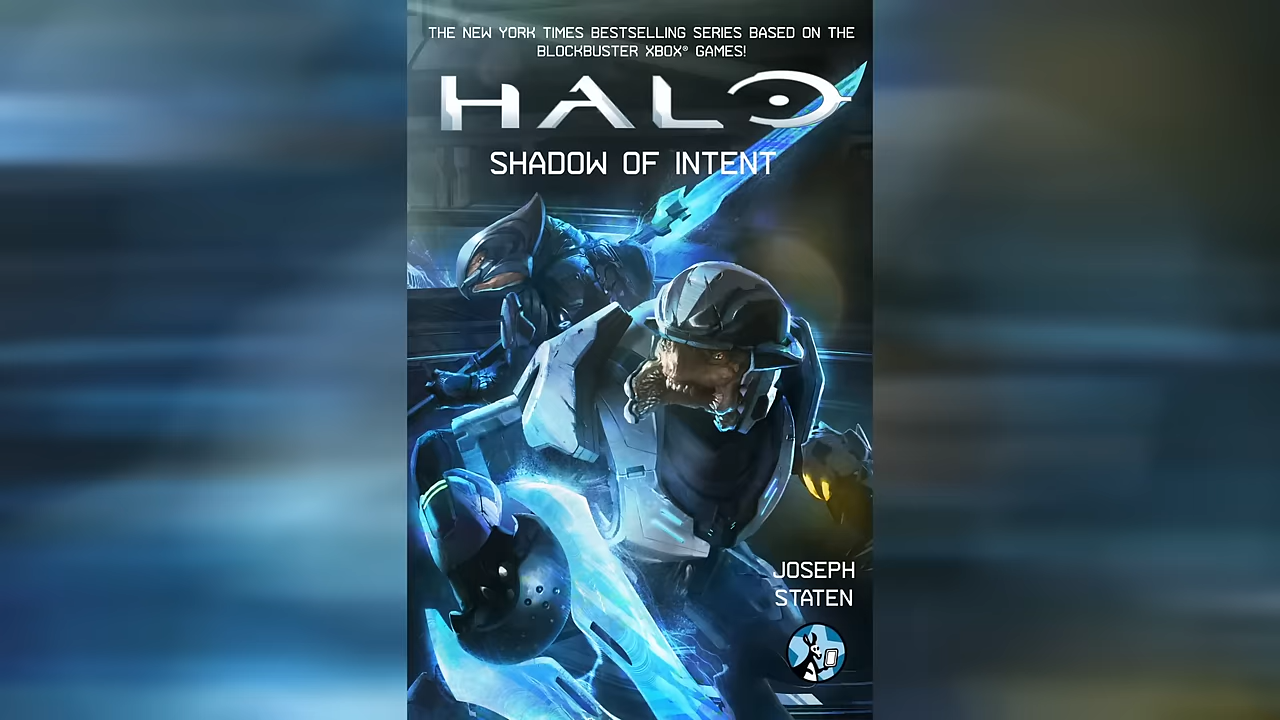 THE NEW YORK TIMES BESTSELLING SERIES BASED ON THE
BLOCKBUSTER XBOX® GAMES!
HALO
SHADOW OF INTENT
JOSEPH
STATEN